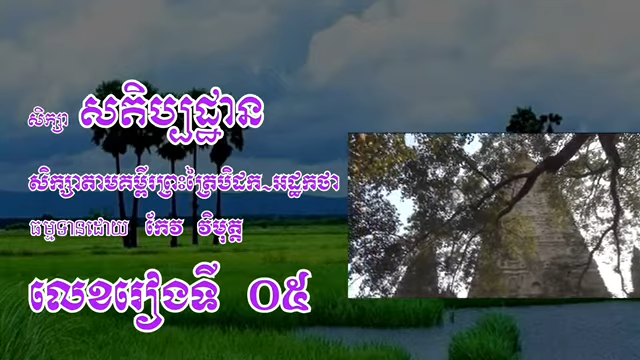 សិក្សា សតិប្បដ្ឋាន
សិក្សាតាមគម្ពីរព្រះត្រៃបិដក~អដ្ឋកថា
ធម្មទានដោយ កែវ វិមុត្ត
លេខរៀងទី ០៥